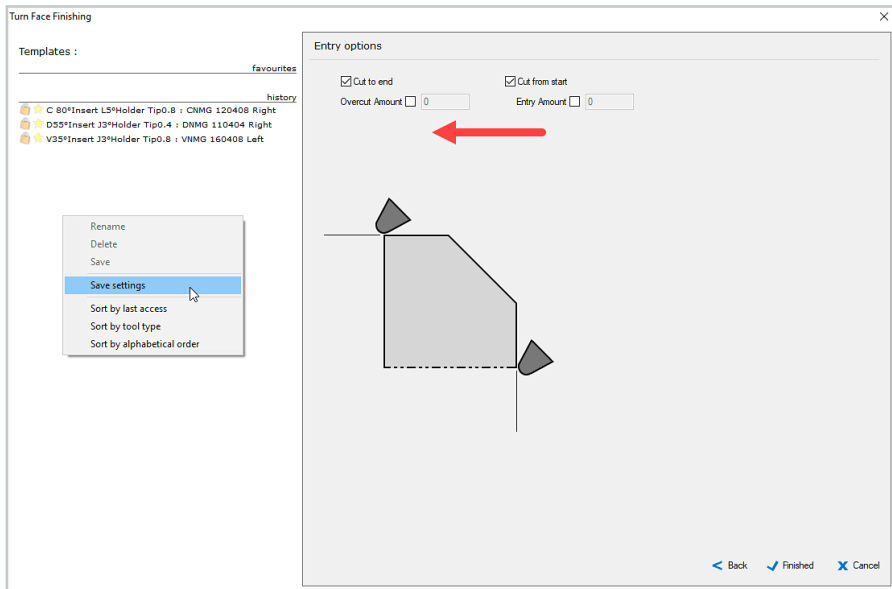 Turn Face Finishing
Templates :
favourites
history
C 80°Insert L5°Holder Tip0.8 : CNMG 120408 Right
D55°Insert J3°Holder Tip0.4 : DNMG 110404 Right
V35°Insert J3°Holder Tip0.8 : VNMG 160408 Left
Rename
Delete
Save
Save settings
Sort by last access
Sort by tool type
Sort by alphabetical order
Entry options
Cut to end
Cut from start
Overcut Amount 0
Entry Amount 0
Back
Finished
Cancel